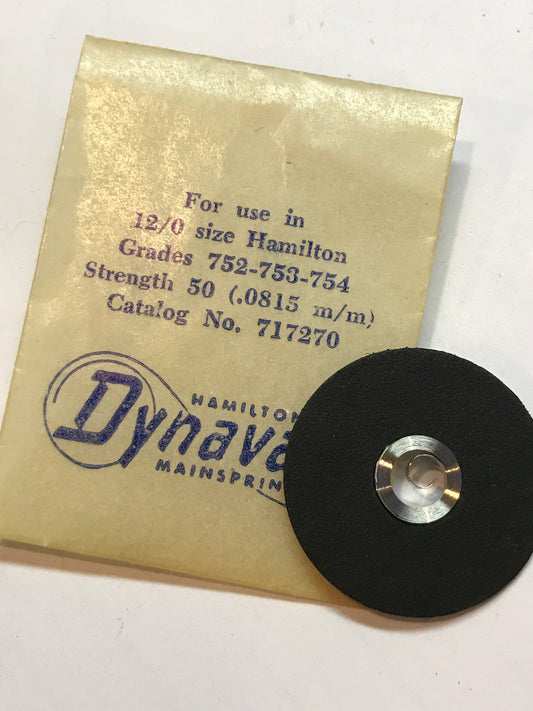 For use in
12/0 size Hamilton
Grades 752-753-754
Strength 50 (.0815 m/m)
Catalog No. 717270
HAMILTON
Dynava
MAINSPRIN